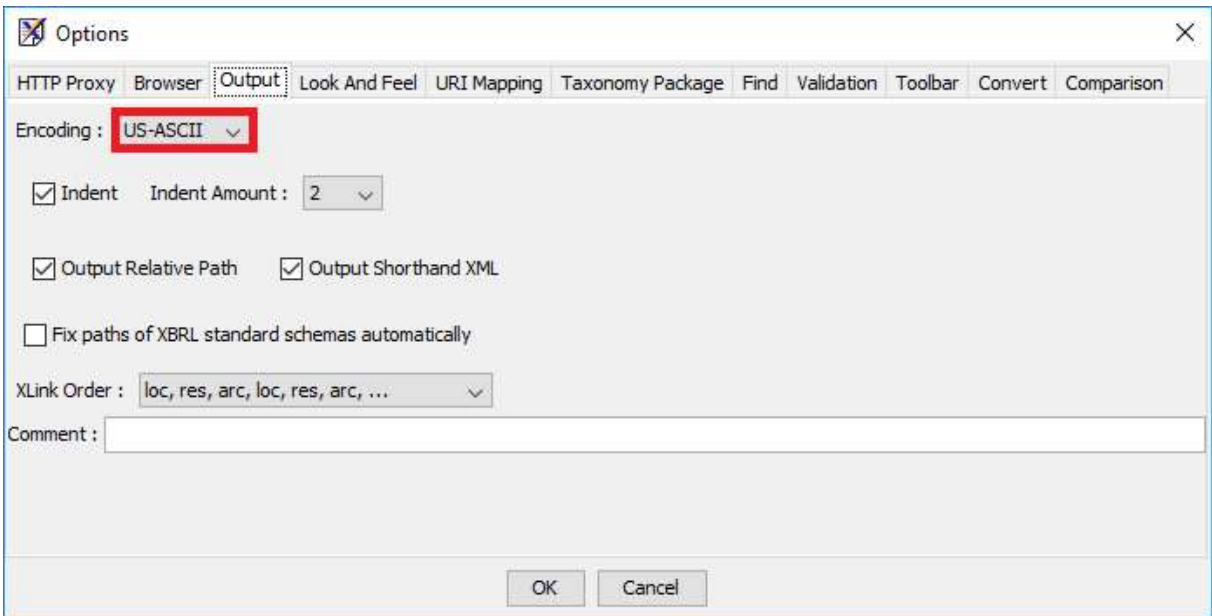 Options
HTTP Proxy Browser Output Look And Feel URI Mapping Taxonomy Package Find Validation Toolbar Convert Comparison
Encoding : US-ASCII
Indent Indent Amount : 2
Output Relative Path Output Shorthand XML
Fix paths of XBRL standard schemas automatically
XLink Order : loc, res, arc, loc, res, arc, ...
Comment :
OK Cancel